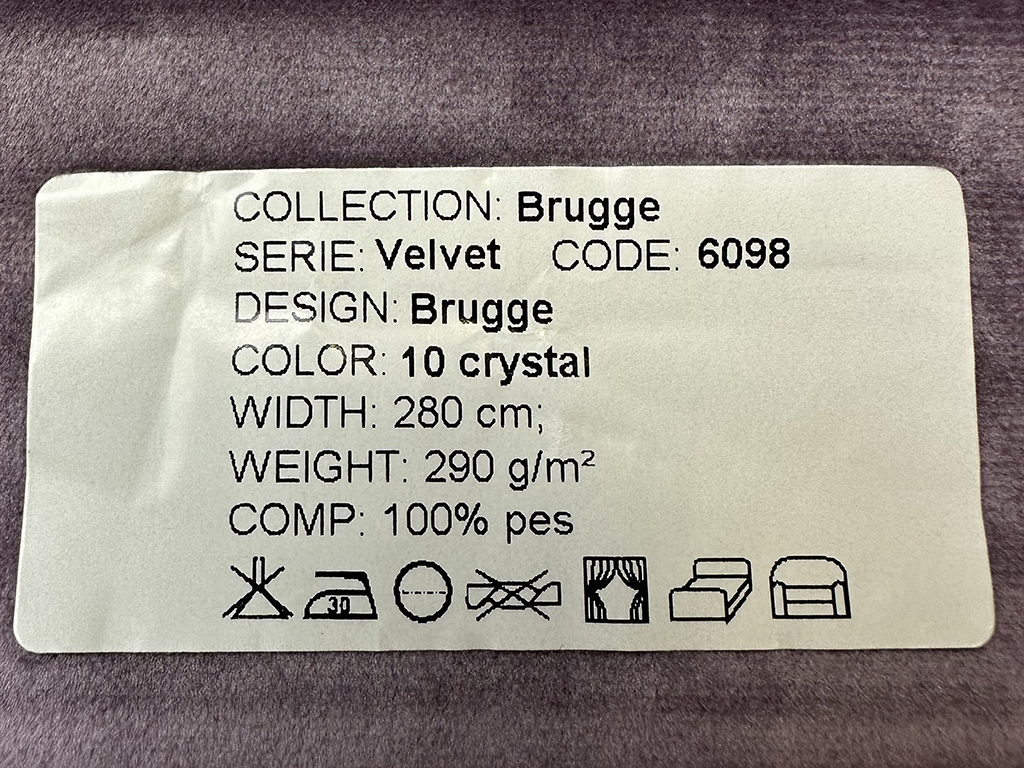 COLLECTION: Brugge
SERIE: Velvet CODE: 6098
DESIGN: Brugge
COLOR: 10 crystal
WIDTH: 280 cm;
WEIGHT: 290 g/m²
COMP: 100% pes
30